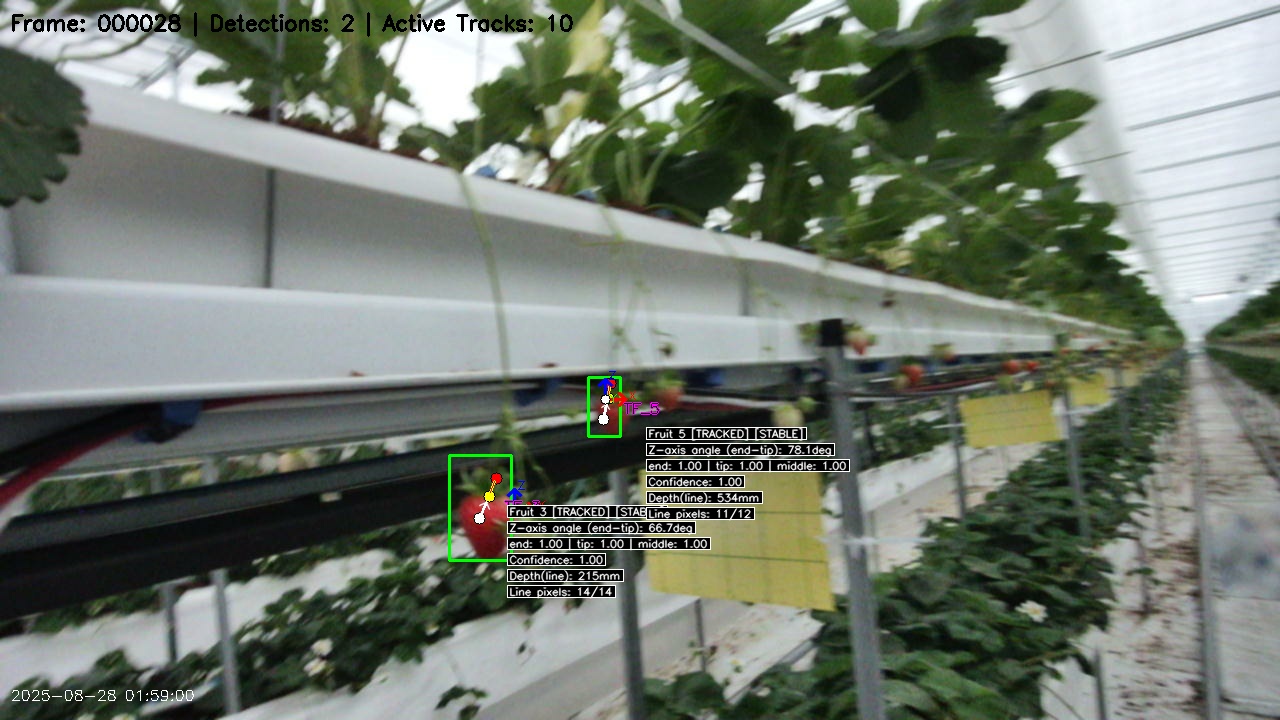 Frame: 000028 | Detections: 2 | Active Tracks: 10
TF_5
Fruit 5 [TRACKED] [STABLE]
Z-axis angle (end-tip): 78.1deg
end: 1.00 | tip: 1.00 | middle: 1.00
Confidence: 1.00
Depth(line): 534mm
Line pixels: 11/12
Z
Fruit 3 [TRACKED] [STAB
Z-axis angle (end-tip): 66.7deg
end: 1.00 | tip: 1.00 | middle: 1.00
Confidence: 1.00
Depth(line): 215mm
Line pixels: 14/14
2025-08-28 01:59:00